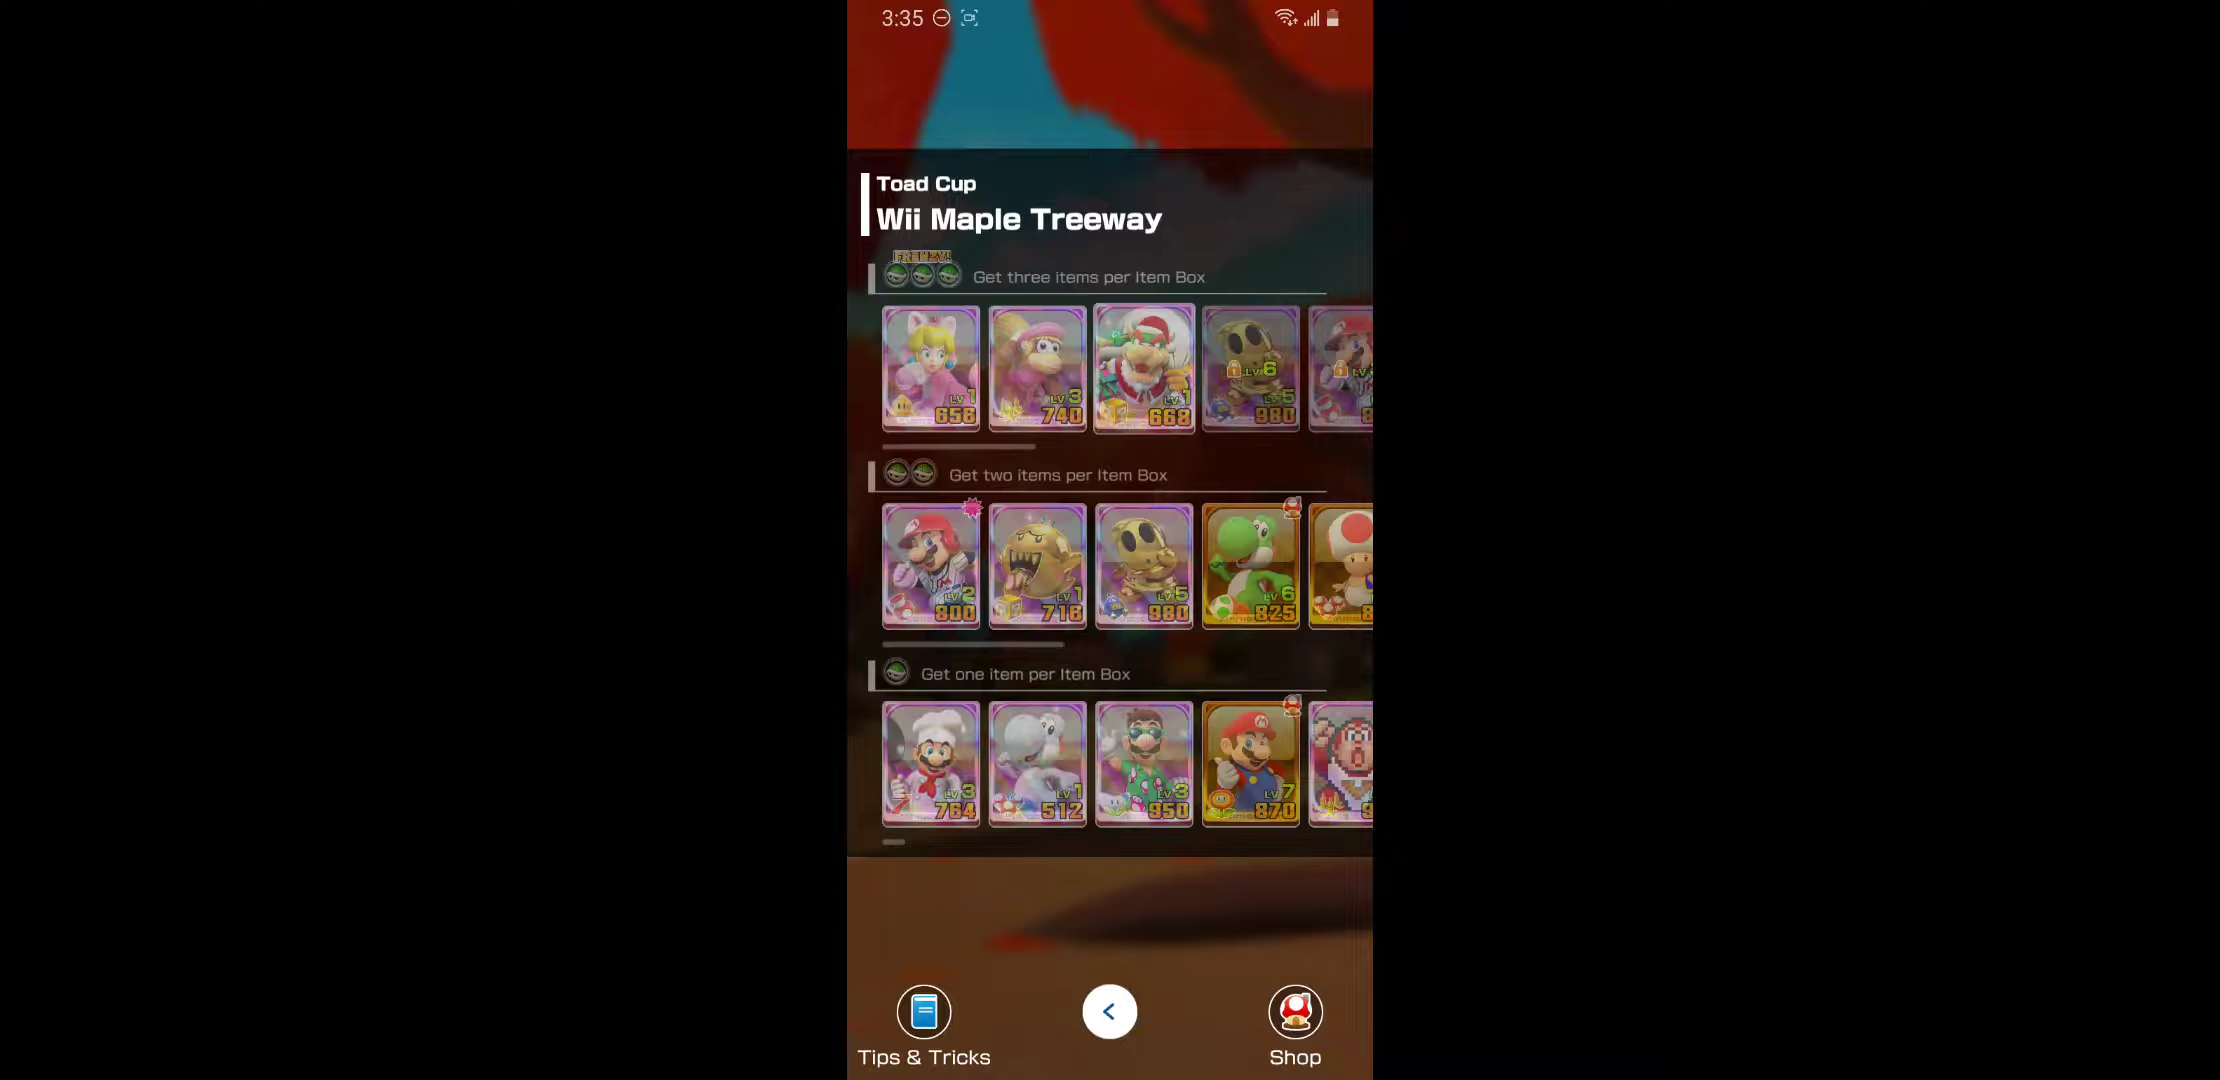 3:35
Toad Cup
Wii Maple Treeway
FRENZY!
Get three items per Item Box
LV 1 LV 3 LV 1 LV 6 LV 5 LV
656 740 668 980
Get two items per Item Box
LV 2 LV 1 LV 5 LV 6
800 716 980 825
Get one item per Item Box
LV 3 LV 1 LV 3 LV 7
764 512 950 870
Tips & Tricks
Shop